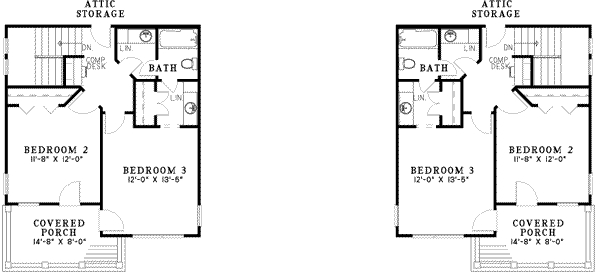 ATTIC
STORAGE
DN
LIN.
COMP
DESK
BATH
LIN.
BEDROOM 2
11'-8" X 12'-0"
BEDROOM 3
12'-0" X 13'-5"
COVERED
PORCH
14'-8" X 8'-0"
ATTIC
STORAGE
LIN.
DN
BATH
COMP
DESK
LIN.
BEDROOM 3
12'-0" X 13'-5"
BEDROOM 2
11'-8" X 12'-0"
COVERED
PORCH
14'-8" X 8'-0"